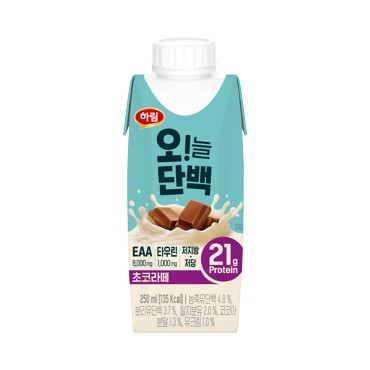 하림
오!늘
단백
EAA
8,000mg
타우린
1,000mg
저지방
저당
21g
Protein
초코라떼
250 ml [135 Kcal] | 농축유단백 4.8 %,
분리유단백 3.7 %, 탈지분유 2.0 %, 코코아
분말 1.3 %, 유크림 1.0 %